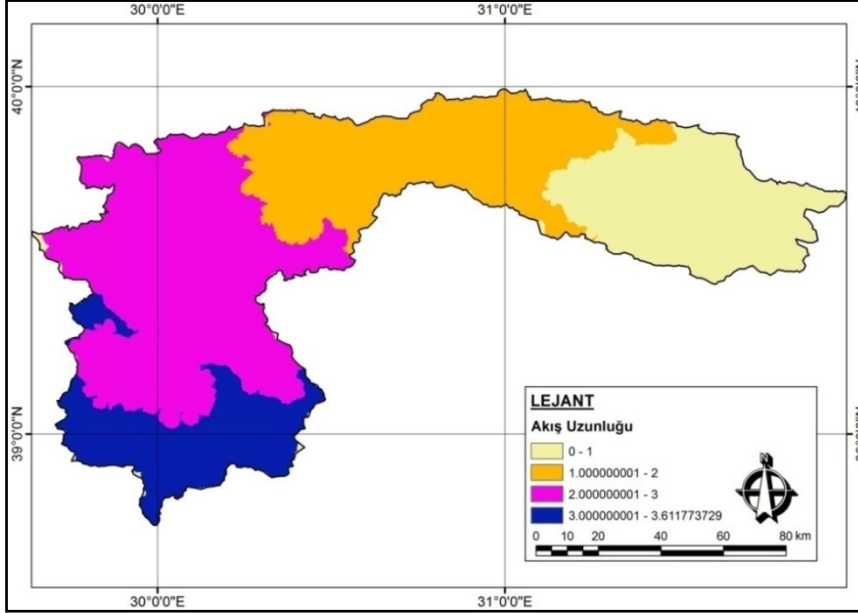 30°0'0"E 31°0'0"E
40°0'0"N
39°0'0"N
LEJANT
Akış Uzunluğu
0 - 1
1.000000001 - 2
2.000000001 - 3
3.000000001 - 3.611773729
N
0 10 20 40 60 80 km
30°0'0"E 31°0'0"E